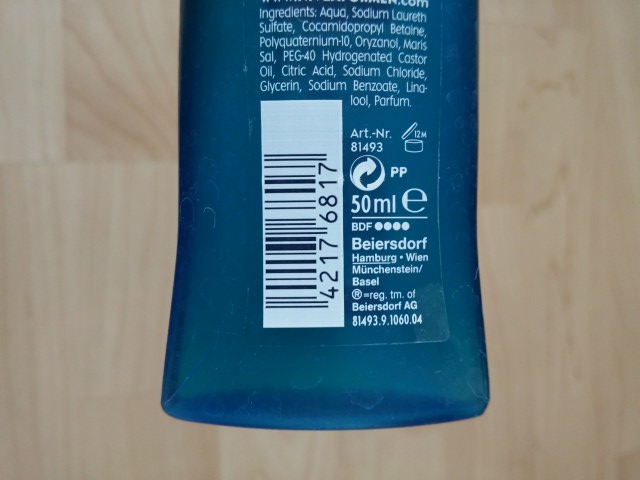 Ingredients: Aqua, Sodium Laureth
Sulfate, Cocamidopropyl Betaine,
Polyquaternium-10, Oryzanol, Maris
Sal, PEG-40 Hydrogenated Castor
Oil, Citric Acid, Sodium Chloride,
Glycerin, Sodium Benzoate, Lina-
lool, Parfum.
Art.-Nr.
81493
12M
PP
50ml e
BDF
Beiersdorf
Hamburg • Wien
Münchenstein/
Basel
®=reg. tm. of
Beiersdorf AG
81493.9.1060.04
4217 6817